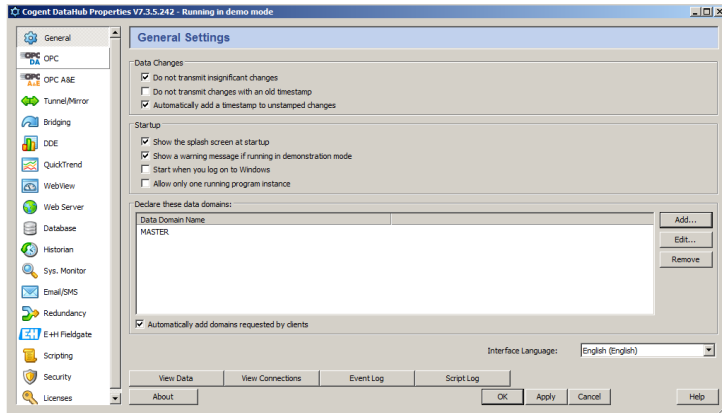 Cogent DataHub Properties V7.3.5.242 - Running in demo mode
General
OPC DA OPC
OPC A&E OPC A&E
Tunnel/Mirror
Bridging
DDE
QuickTrend
WebView
Web Server
Database
Historian
Sys. Monitor
Email/SMS
Redundancy
E+H E+H Fieldgate
Scripting
Security
Licenses
General Settings
Data Changes
Do not transmit insignificant changes
Do not transmit changes with an old timestamp
Automatically add a timestamp to unstamped changes
Startup
Show the splash screen at startup
Show a warning message if running in demonstration mode
Start when you log on to Windows
Allow only one running program instance
Declare these data domains:
Data Domain Name
MASTER
Add...
Edit...
Remove
Automatically add domains requested by clients
Interface Language: English (English)
View Data View Connections Event Log Script Log
About OK Apply Cancel Help